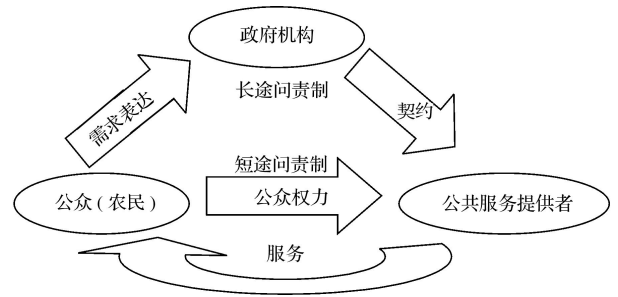 政府机构
长途问责制
需求表达
契约
短途问责制
公众(农民)
公众权力
公共服务提供者
服务